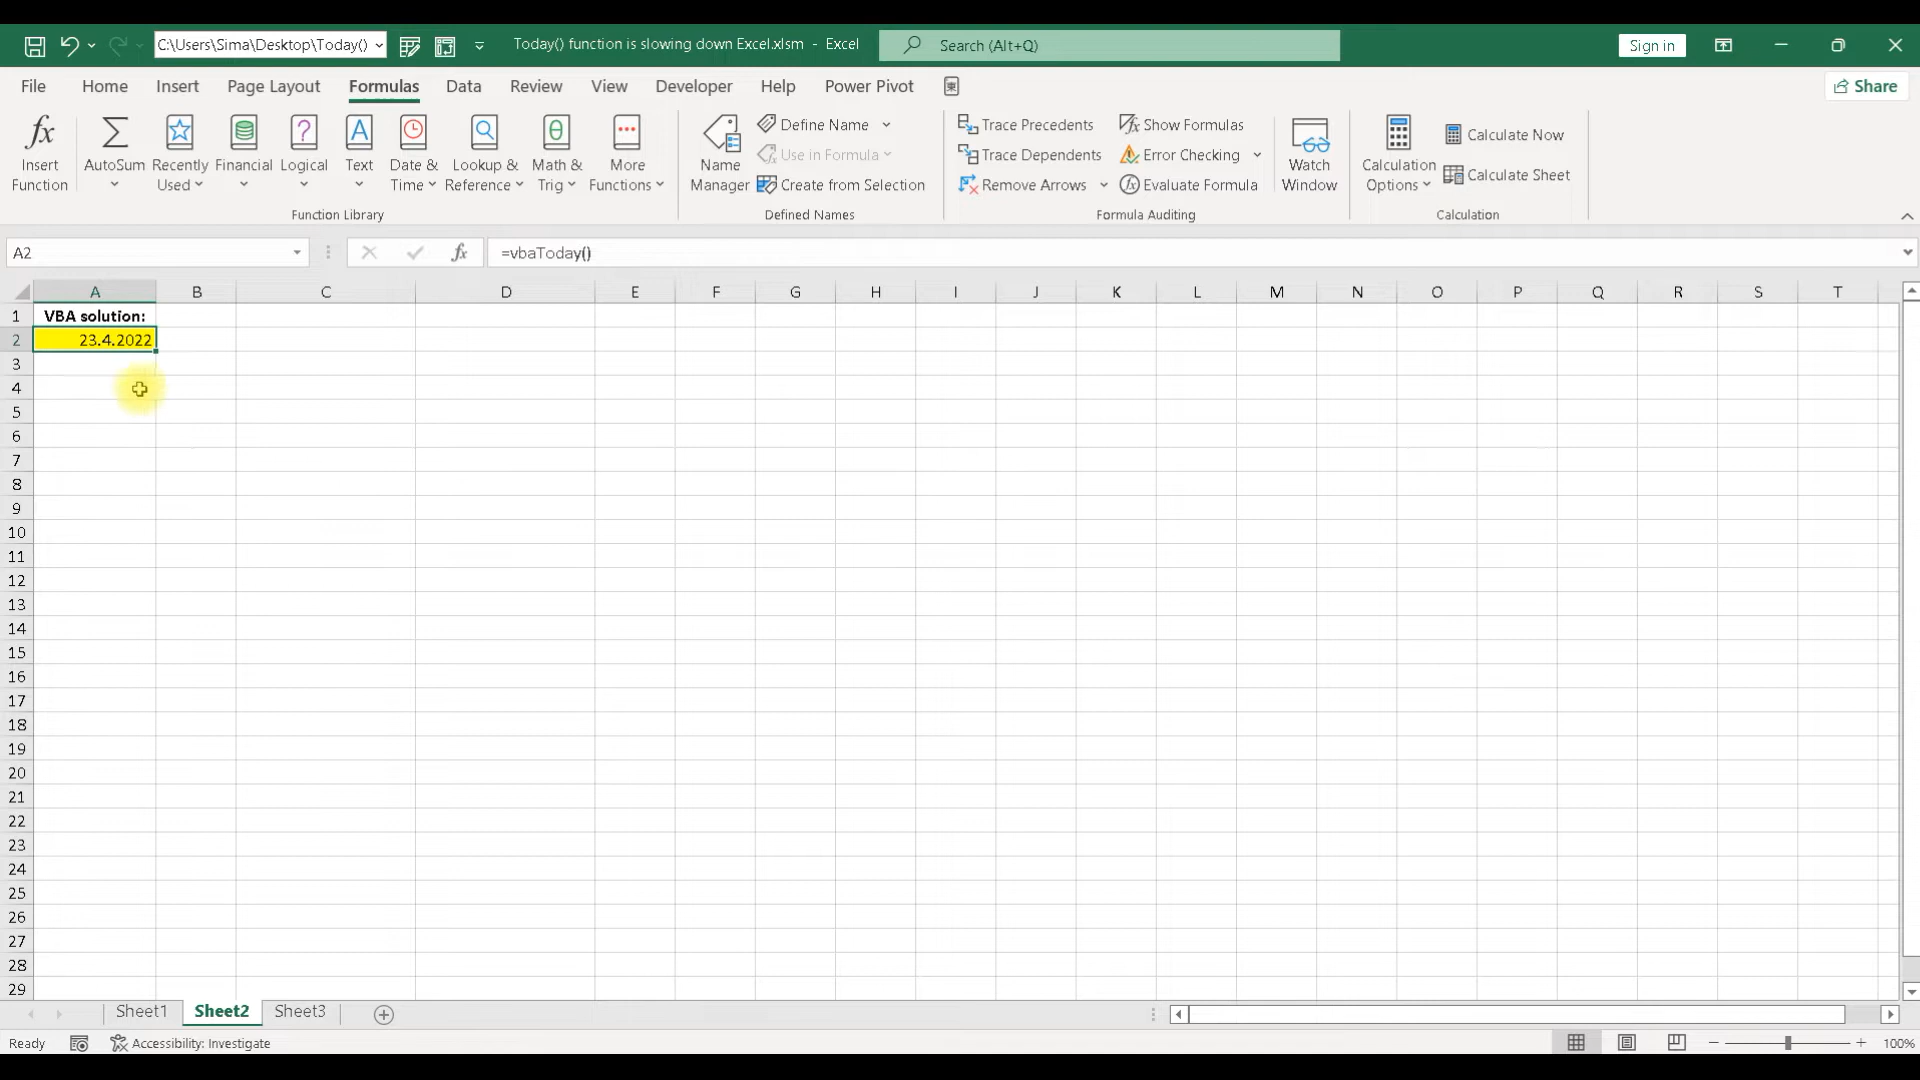 C:\Users\Sima\Desktop\Today()
Today() function is slowing down Excel.xlsm - Excel
Search (Alt+Q)
Sign in
File Home Insert Page Layout Formulas Data Review View Developer Help Power Pivot
Share
Insert Function
AutoSum
Recently Used
Financial
Logical
Text
Date & Time
Lookup & Reference
Math & Trig
More Functions
Function Library
Name Manager
Define Name
Use in Formula
Create from Selection
Defined Names
Trace Precedents
Trace Dependents
Remove Arrows
Show Formulas
Error Checking
Evaluate Formula
Formula Auditing
Watch Window
Calculation Options
Calculate Now
Calculate Sheet
Calculation
A2
fx
=vbaToday()
A B C D E F G H I J K L M N O P Q R S T
1 VBA solution:
2 23.4.2022
3
4
5
6
7
8
9
10
11
12
13
14
15
16
17
18
19
20
21
22
23
24
25
26
27
28
29
Sheet1 Sheet2 Sheet3
Ready
Accessibility: Investigate
100%